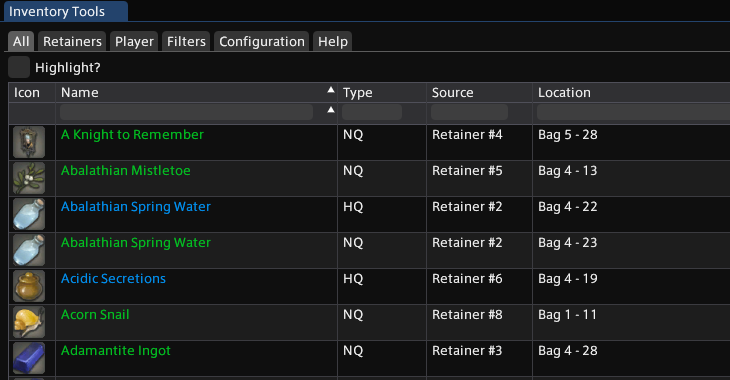 Inventory Tools
All Retainers Player Filters Configuration Help
Highlight?
Icon Name Type Source Location
A Knight to Remember NQ Retainer #4 Bag 5 - 28
Abalathian Mistletoe NQ Retainer #5 Bag 4 - 13
Abalathian Spring Water HQ Retainer #2 Bag 4 - 22
Abalathian Spring Water NQ Retainer #2 Bag 4 - 23
Acidic Secretions HQ Retainer #6 Bag 4 - 19
Acorn Snail NQ Retainer #8 Bag 1 - 11
Adamantite Ingot NQ Retainer #3 Bag 4 - 28